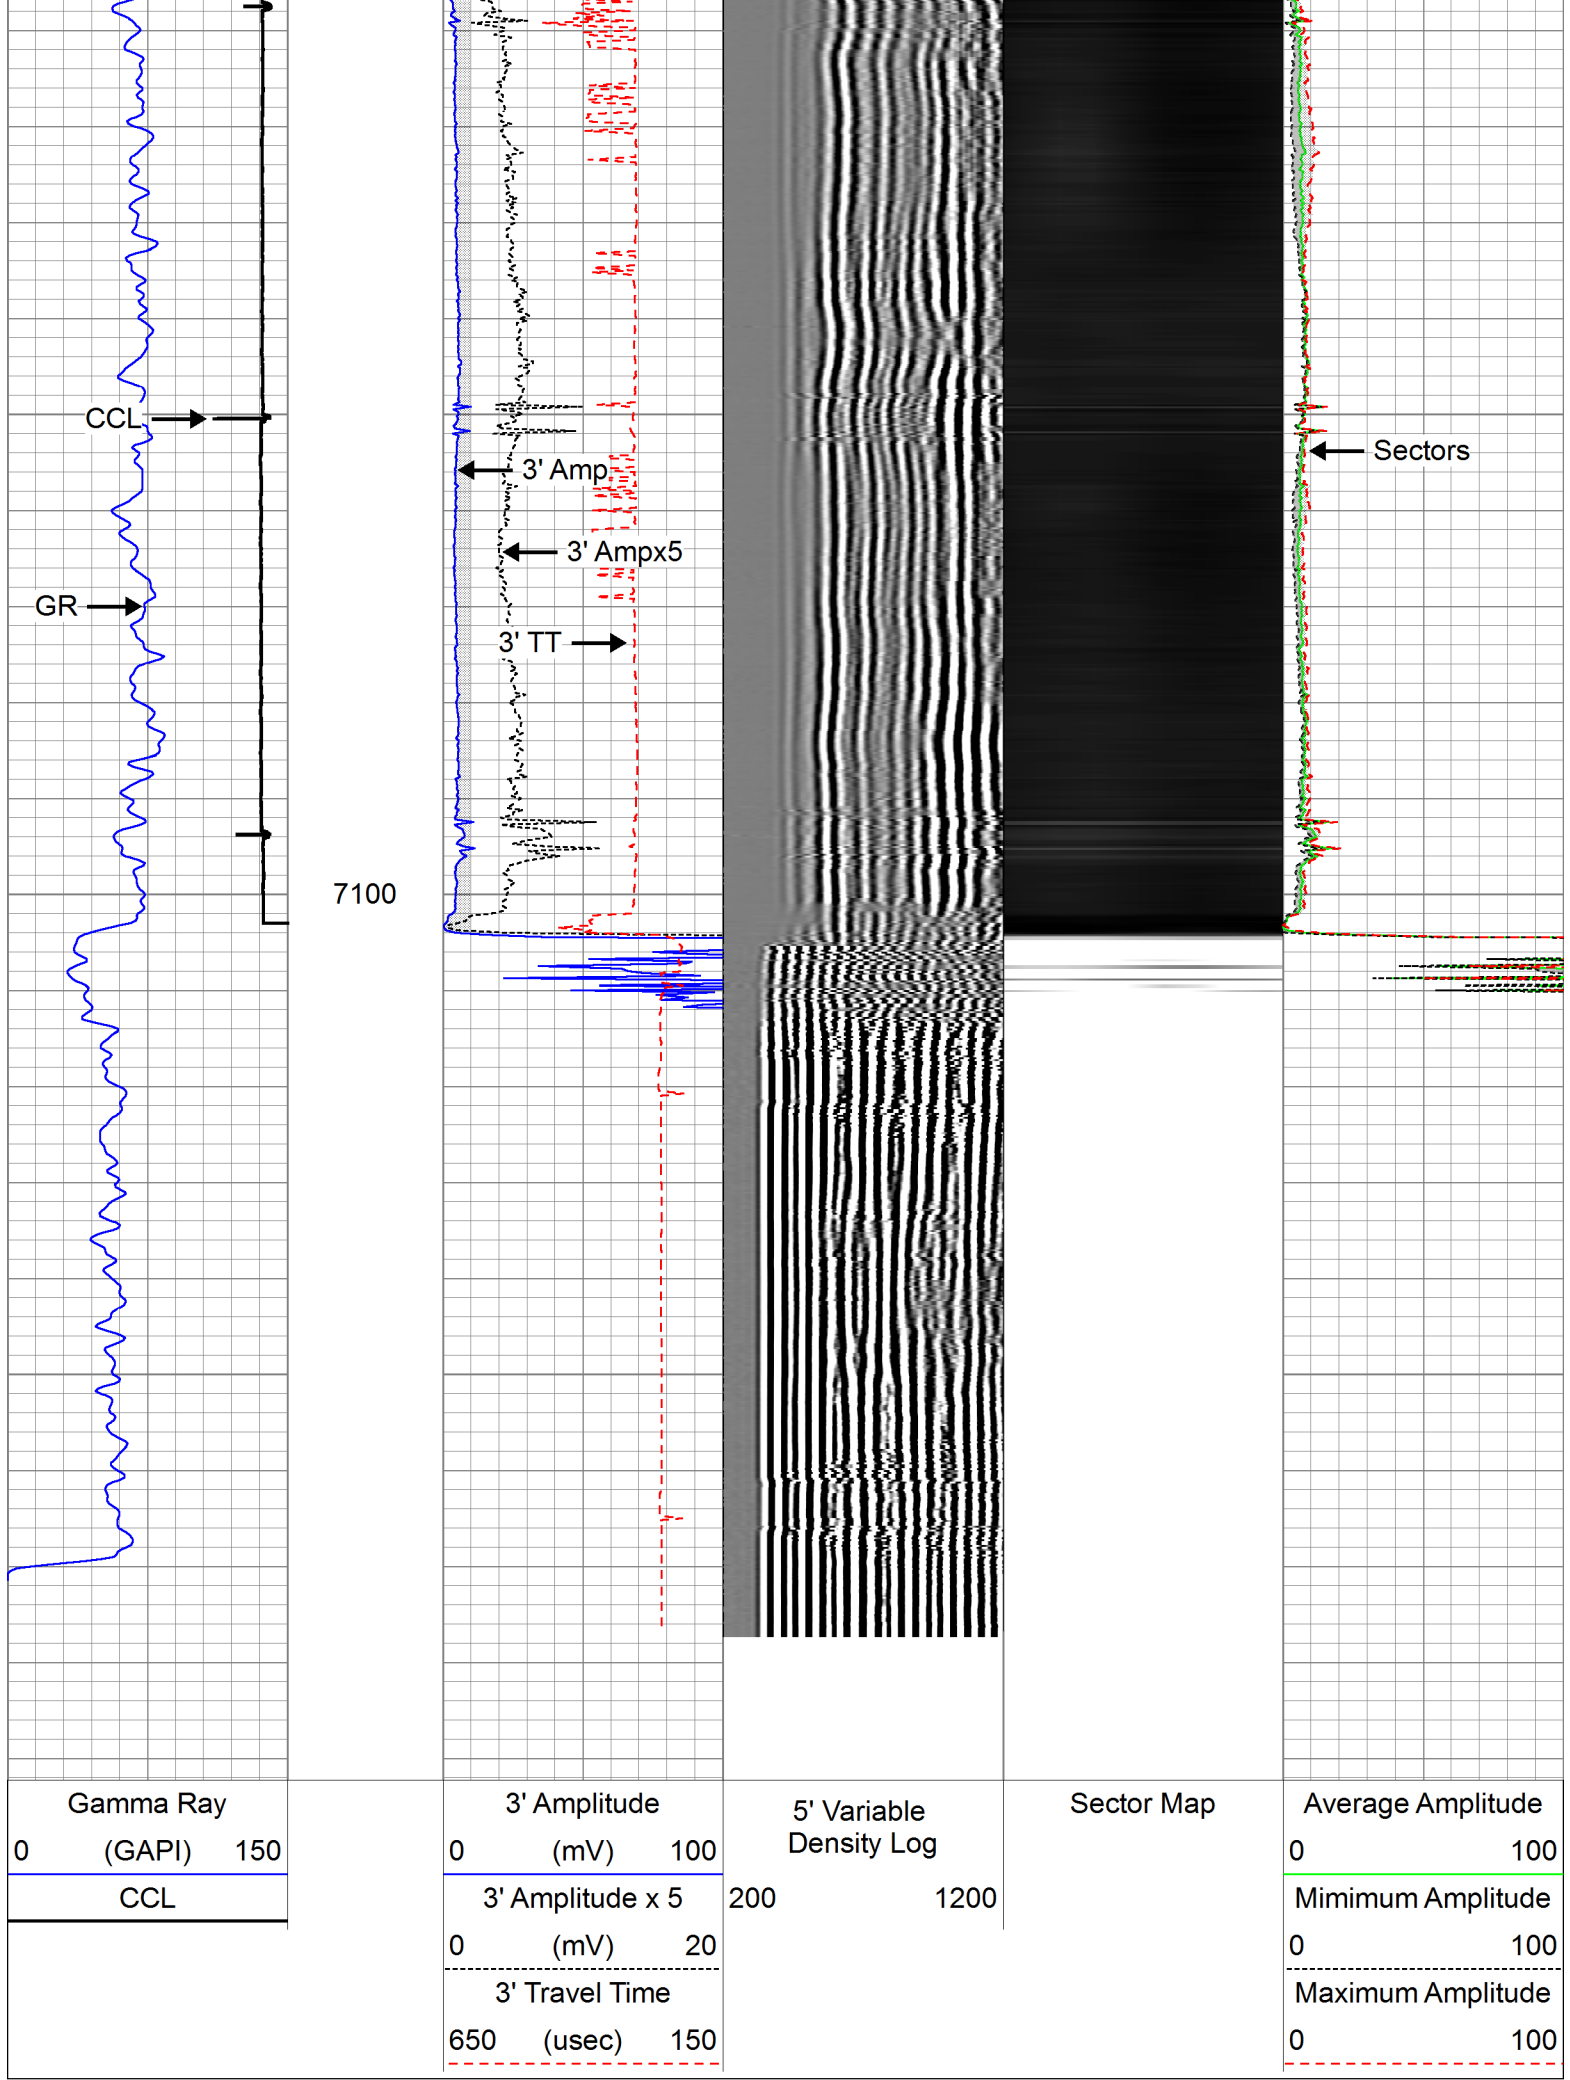 CCL
Sectors
3' Amp
3' Ampx5
GR
3' TT
7100
Gamma Ray
0 (GAPI) 150
CCL
3' Amplitude
0 (mV) 100
3' Amplitude x 5
0 (mV) 20
3' Travel Time
650 (usec) 150
5' Variable
Density Log
200 1200
Sector Map
Average Amplitude
0 100
Mimimum Amplitude
0 100
Maximum Amplitude
0 100